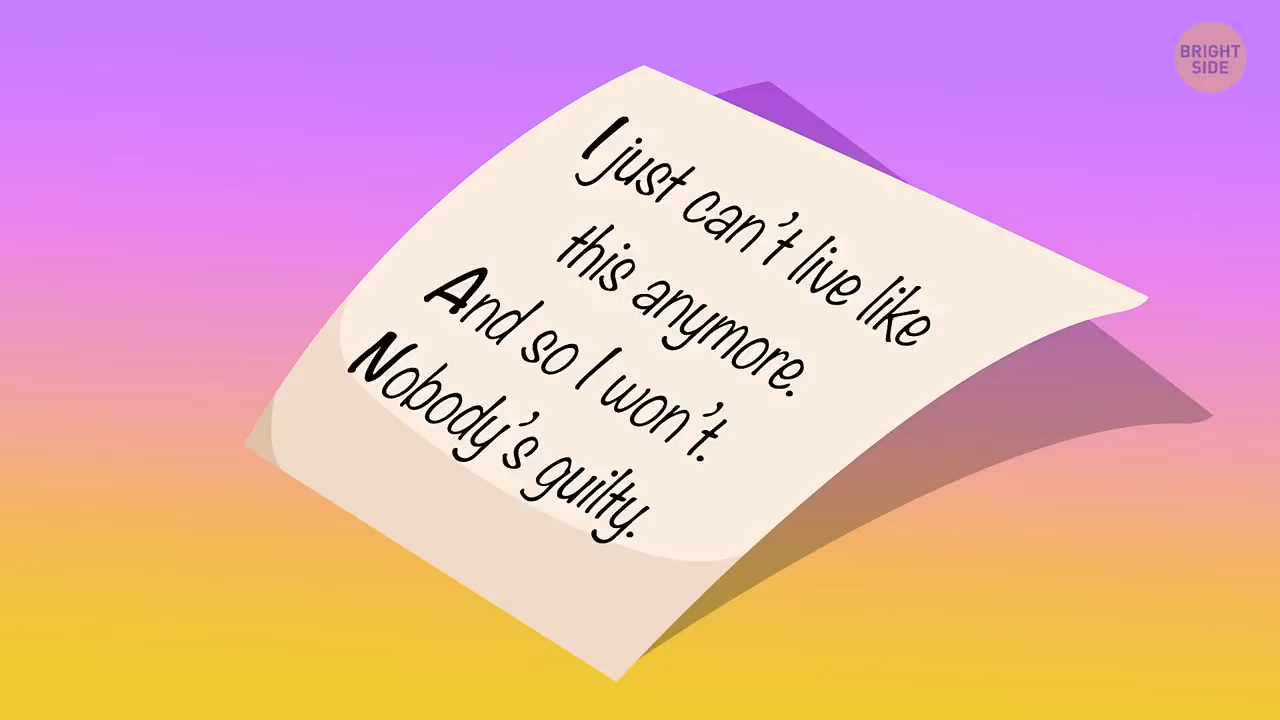 BRIGHT
SIDE
I just can't live like
this anymore.
And so I won't.
Nobody's guilty.